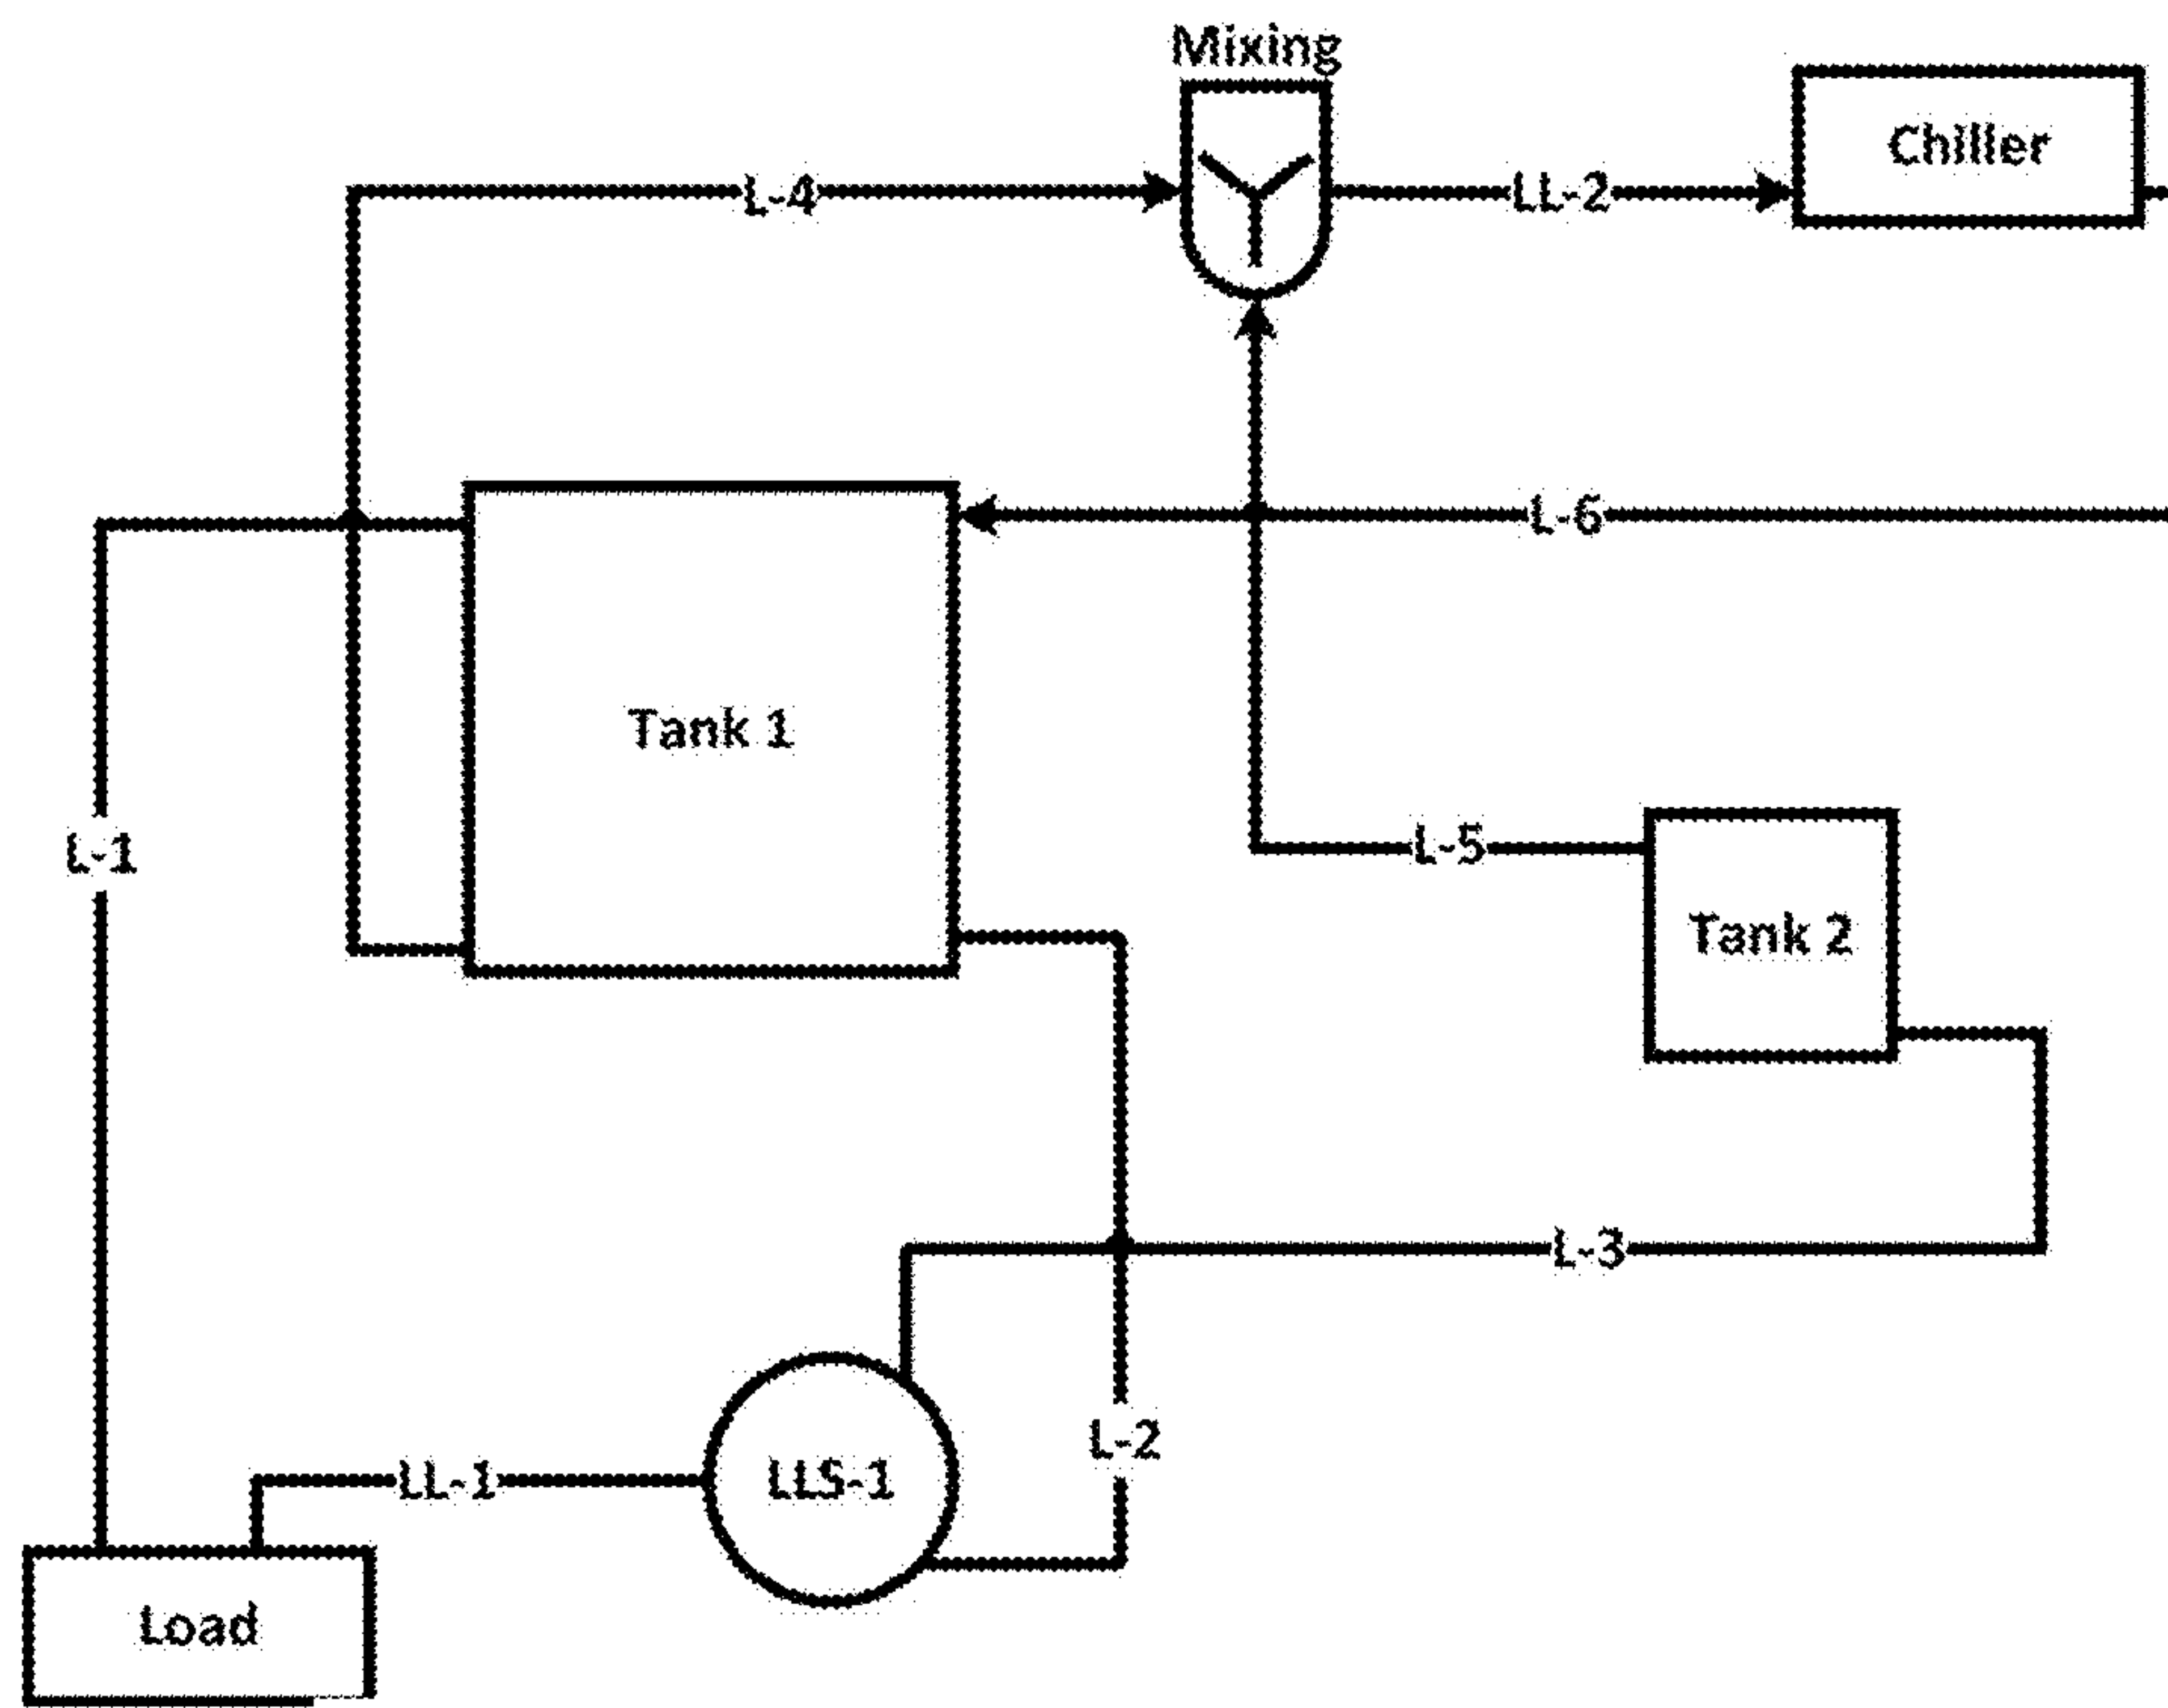 Mixing
Chiller
L-4
LL-2
L-6
Tank 1
L-1
L-5
Tank 2
L-3
L-2
LL-1
LLS-1
Load